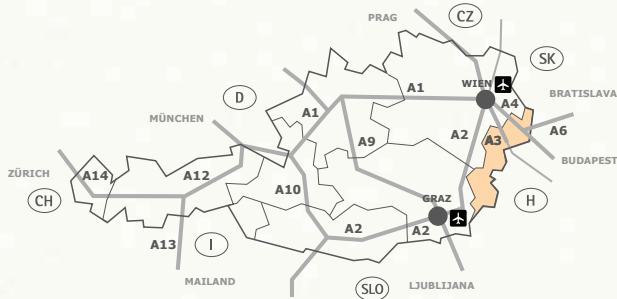 PRAG
CZ
SK
WIEN
A1
A4
BRATISLAVA
D
A1
MÜNCHEN
A9
A2
A3
A6
BUDAPEST
ZÜRICH
A14
A12
A10
GRAZ
H
CH
A13
I
A2
A2
MAILAND
SLO
LJUBLIJANA